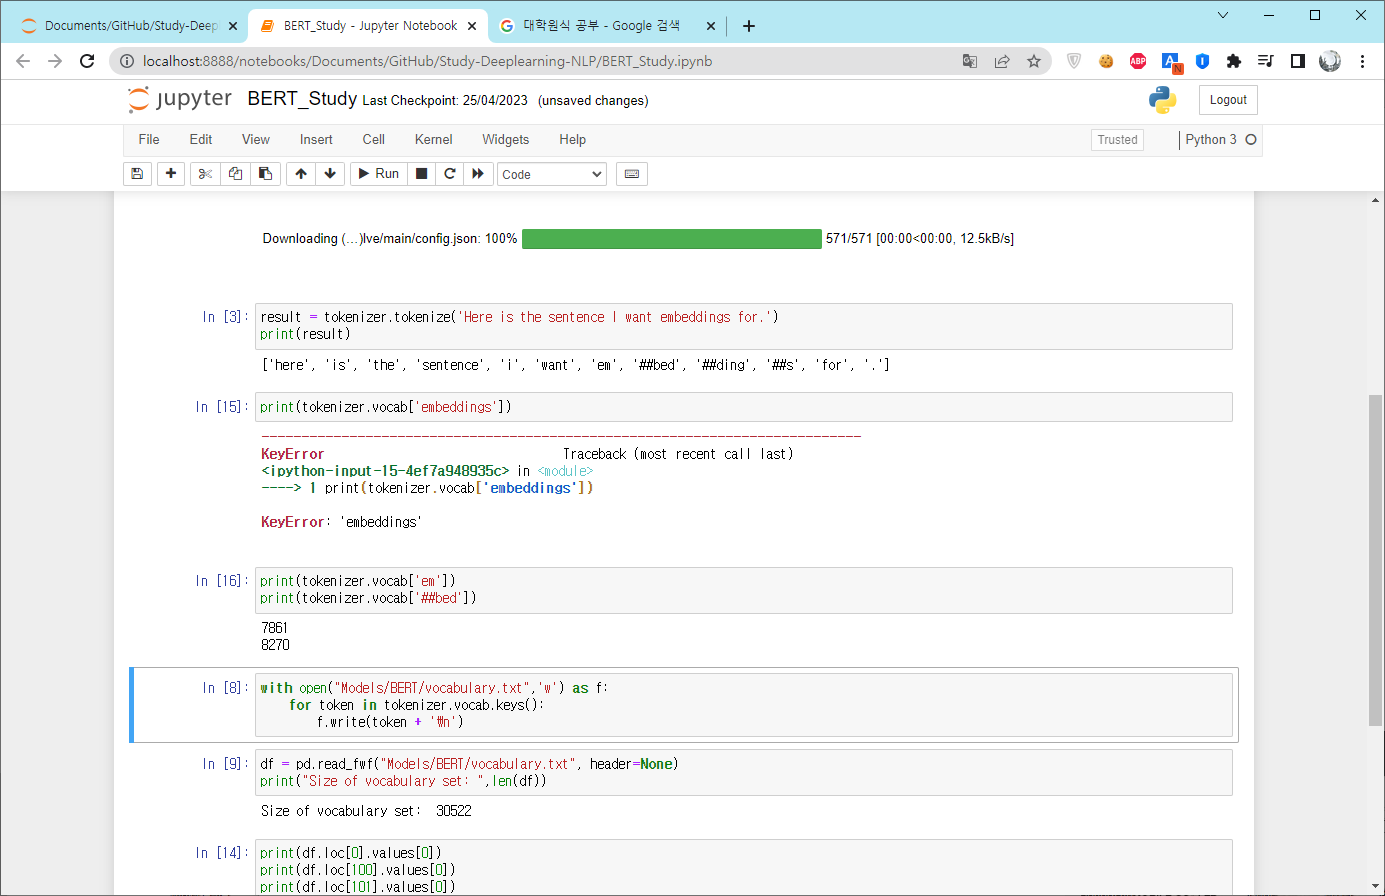 Documents/GitHub/Study-Deep
BERT_Study - Jupyter Notebook
대학원식 공부 - Google 검색
localhost:8888/notebooks/Documents/GitHub/Study-Deeplearning-NLP/BERT_Study.ipynb
ABP
A
N
jupyter BERT_Study Last Checkpoint: 25/04/2023 (unsaved changes)
Logout
File Edit View Insert Cell Kernel Widgets Help
Trusted
Python 3
Run
Code
Downloading (…)lve/main/config.json: 100% 571/571 [00:00<00:00, 12.5kB/s]
In [3]: result = tokenizer.tokenize('Here is the sentence I want embeddings for.')
print(result)
['here', 'is', 'the', 'sentence', 'i', 'want', 'em', '##bed', '##ding', '##s', 'for', '.']
In [15]: print(tokenizer.vocab['embeddings'])
---------------------------------------------------------------------------
KeyError Traceback (most recent call last)
<ipython-input-15-4ef7a948935c> in <module>
----> 1 print(tokenizer.vocab['embeddings'])
KeyError: 'embeddings'
In [16]: print(tokenizer.vocab['em'])
print(tokenizer.vocab['##bed'])
7861
8270
In [8]: with open("Models/BERT/vocabulary.txt",'w') as f:
for token in tokenizer.vocab.keys():
f.write(token + '₩n')
In [9]: df = pd.read_fwf("Models/BERT/vocabulary.txt", header=None)
print("Size of vocabulary set: ",len(df))
Size of vocabulary set:  30522
In [14]: print(df.loc[0].values[0])
print(df.loc[100].values[0])
print(df.loc[101].values[0])